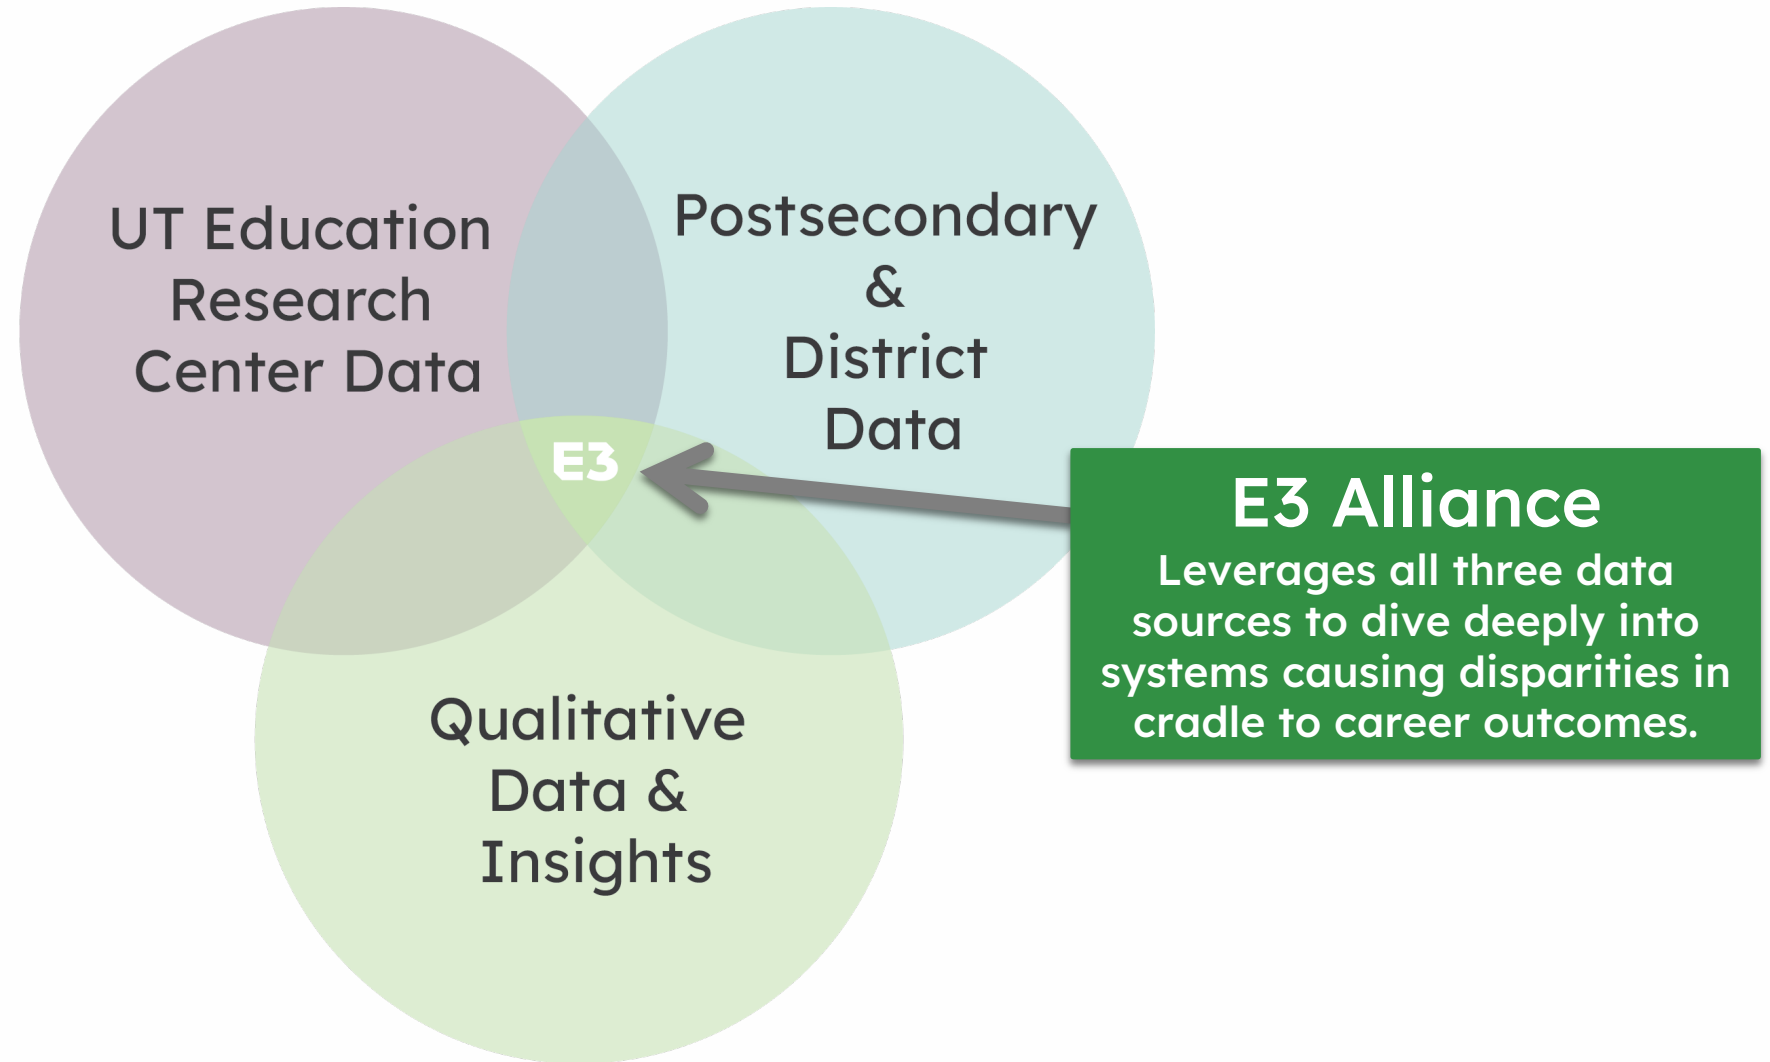 UT Education
Research
Center Data
Postsecondary
&
District
Data
E3
Qualitative
Data &
Insights
E3 Alliance
Leverages all three data
sources to dive deeply into
systems causing disparities in
cradle to career outcomes.